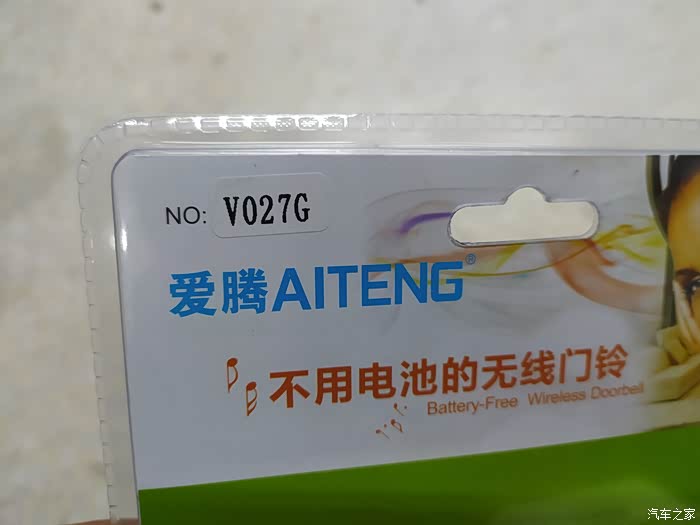 NO: V027G
爱腾AITENG®
不用电池的无线门铃
Battery-Free Wireless Doorbell
汽车之家